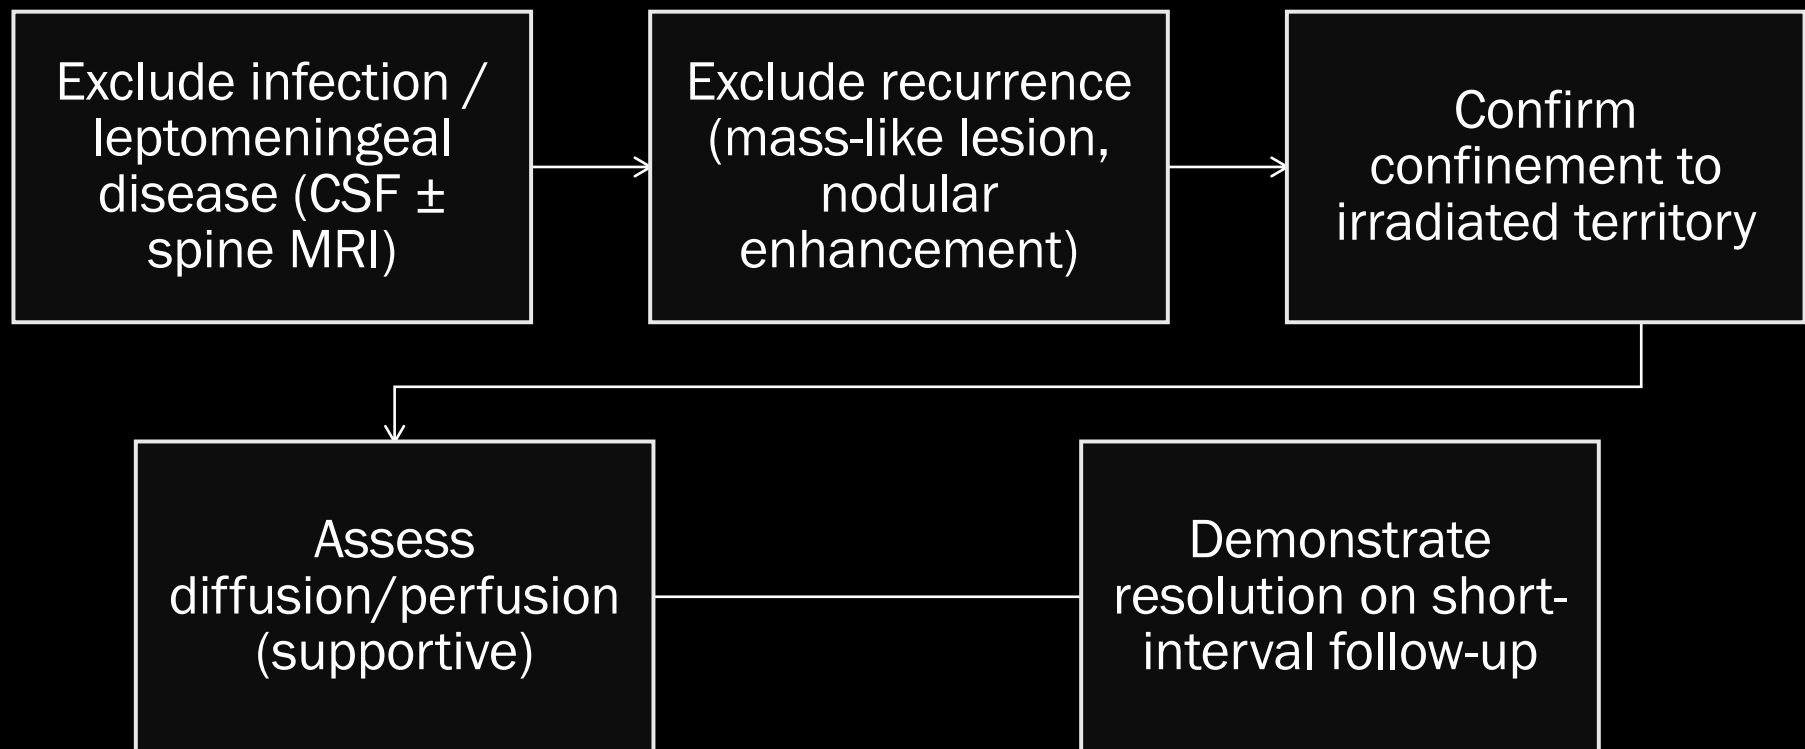 Exclude infection /
leptomeningeal
disease (CSF ±
spine MRI)
Exclude recurrence
(mass-like lesion,
nodular
enhancement)
Confirm
confinement to
irradiated territory
Assess
diffusion/perfusion
(supportive)
Demonstrate
resolution on short-
interval follow-up